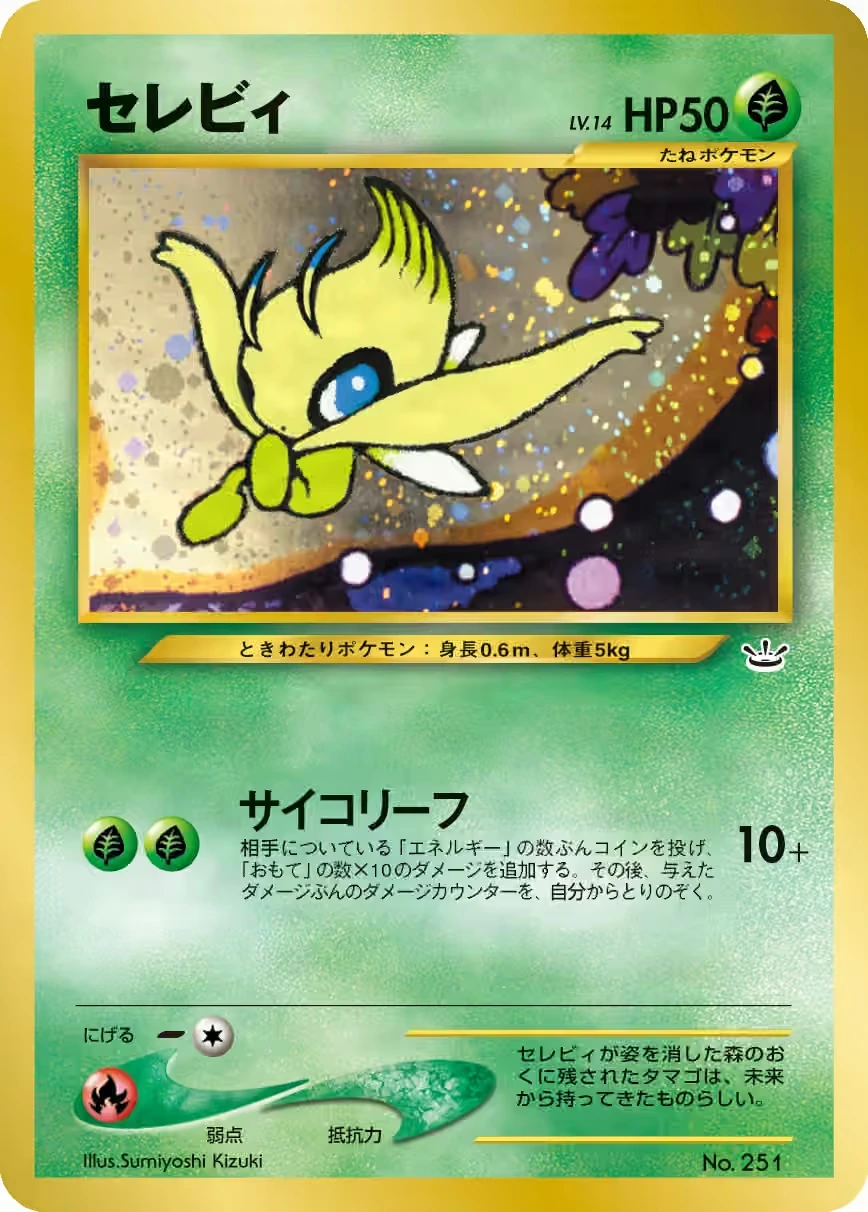 セレビィ
LV.14 HP50
たねポケモン
ときわたりポケモン：身長0.6m、体重5kg
サイコリーフ
10+
相手についている「エネルギー」の数ぶんコインを投げ、
「おもて」の数×10のダメージを追加する。その後、与えた
ダメージぶんのダメージカウンターを、自分からとりのぞく。
にげる
弱点
抵抗力
セレビィが姿を消した森のお
くに残されたタマゴは、未来
から持ってきたものらしい。
Illus.Sumiyoshi Kizuki
No. 251